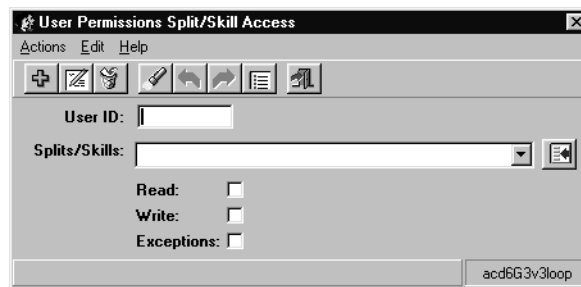 User Permissions Split/Skill Access
Actions Edit Help
User ID:
Splits/Skills:
Read:
Write:
Exceptions:
acd6G3v3loop